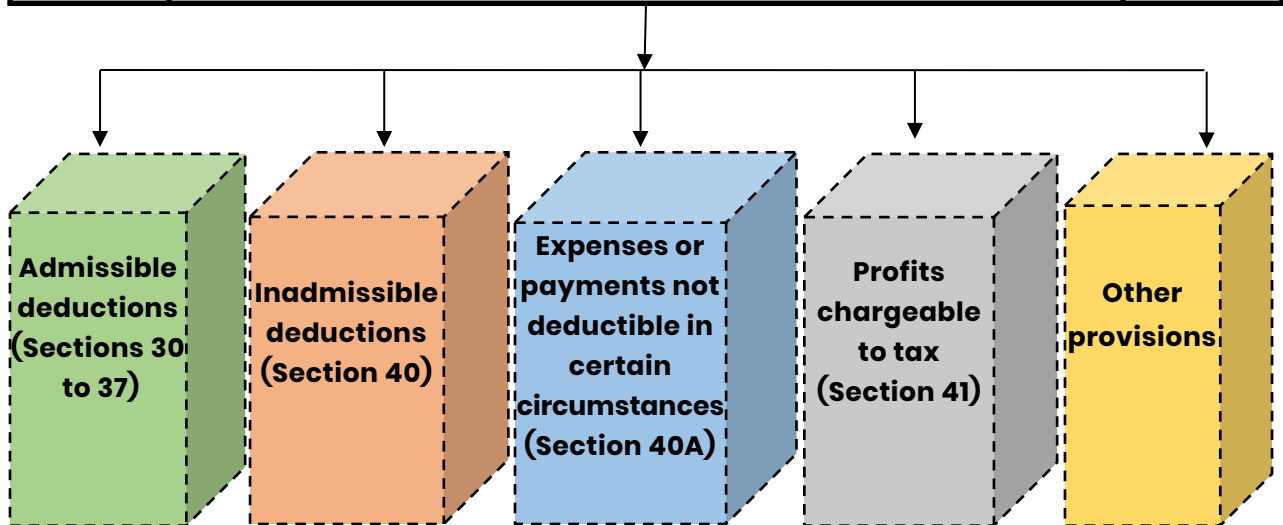 Admissible
deductions
(Sections 30
to 37)
Inadmissible
deductions
(Section 40)
Expenses or
payments not
deductible in
certain
circumstances
(Section 40A)
Profits
chargeable
to tax
(Section 41)
Other
provisions